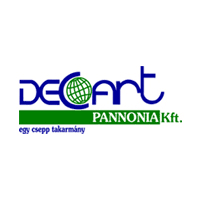 DECart
PANNONIA Kft.
egy csepp takarmány